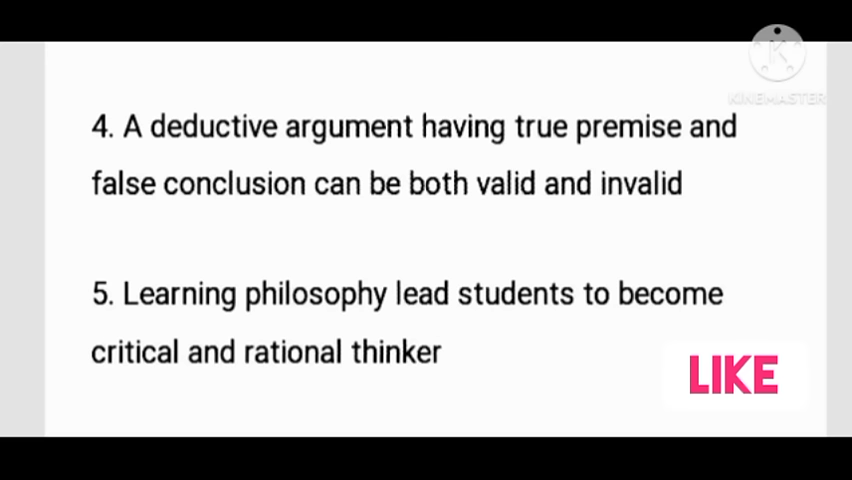 KINEMASTER
4. A deductive argument having true premise and
false conclusion can be both valid and invalid
5. Learning philosophy lead students to become
critical and rational thinker
LIKE